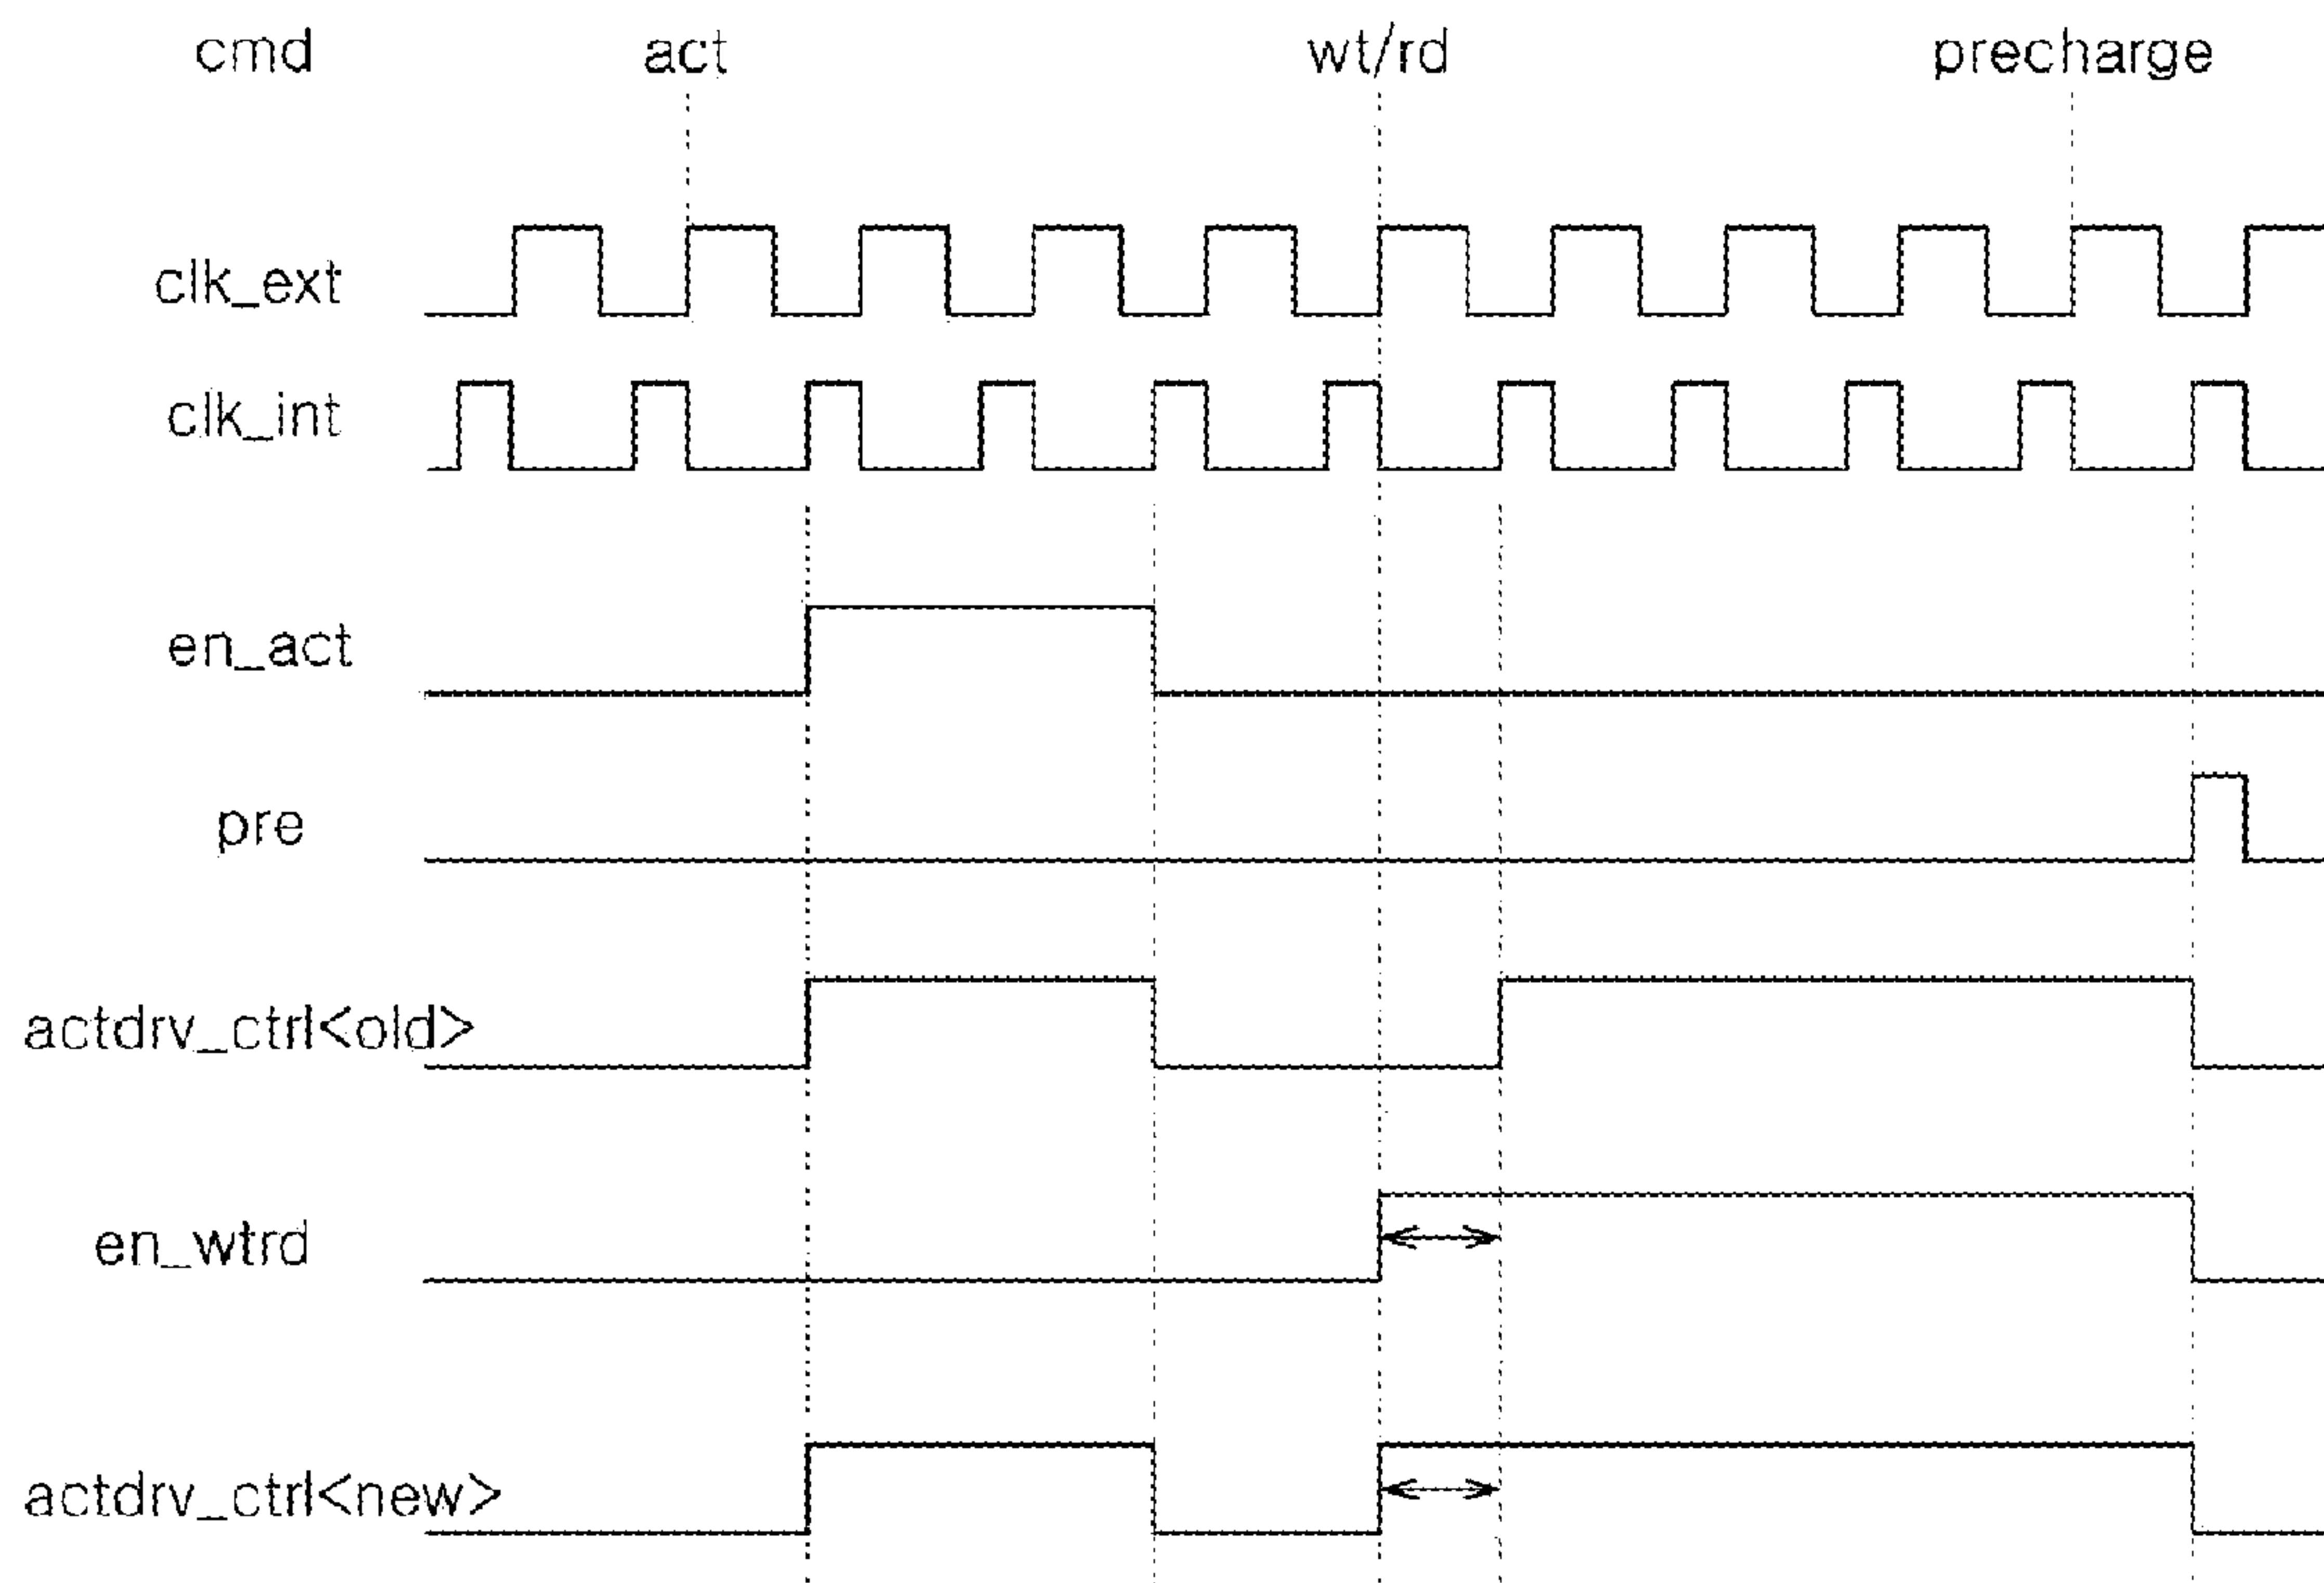 cmd act wt/rd precharge
clk_ext
clk_int
en_act
pre
actdrv_ctrl<old>
en_wtrd
actdrv_ctrl<new>